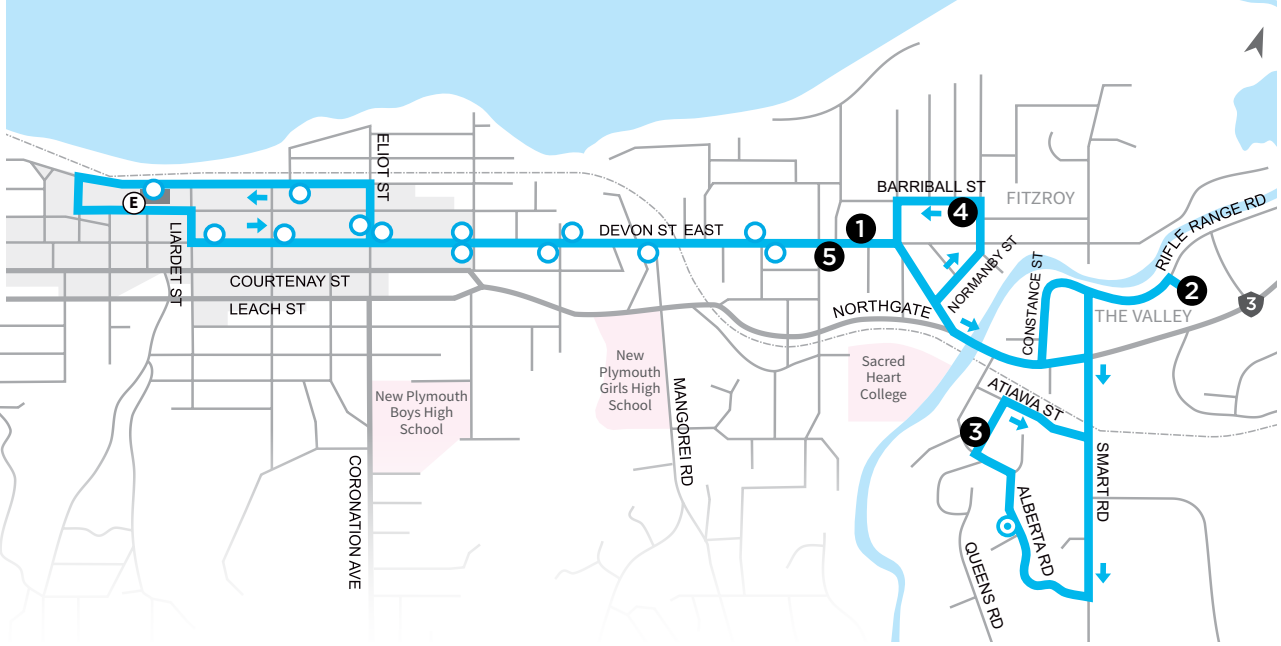 ELIOT ST
BARRIBALL ST
FITZROY
4
RIFLE RANGE RD
E
LIARDET ST
DEVON ST EAST
1
5
NORMANBY ST
CONSTANCE ST
2
COURTENAY ST
LEACH ST
NORTHGATE
THE VALLEY
3
New
Plymouth
Girls High
School
Sacred
Heart
College
New Plymouth
Boys High
School
MANGOREI RD
ATIAWA ST
3
SMART RD
CORONATION AVE
ALBERTA RD
QUEENS RD